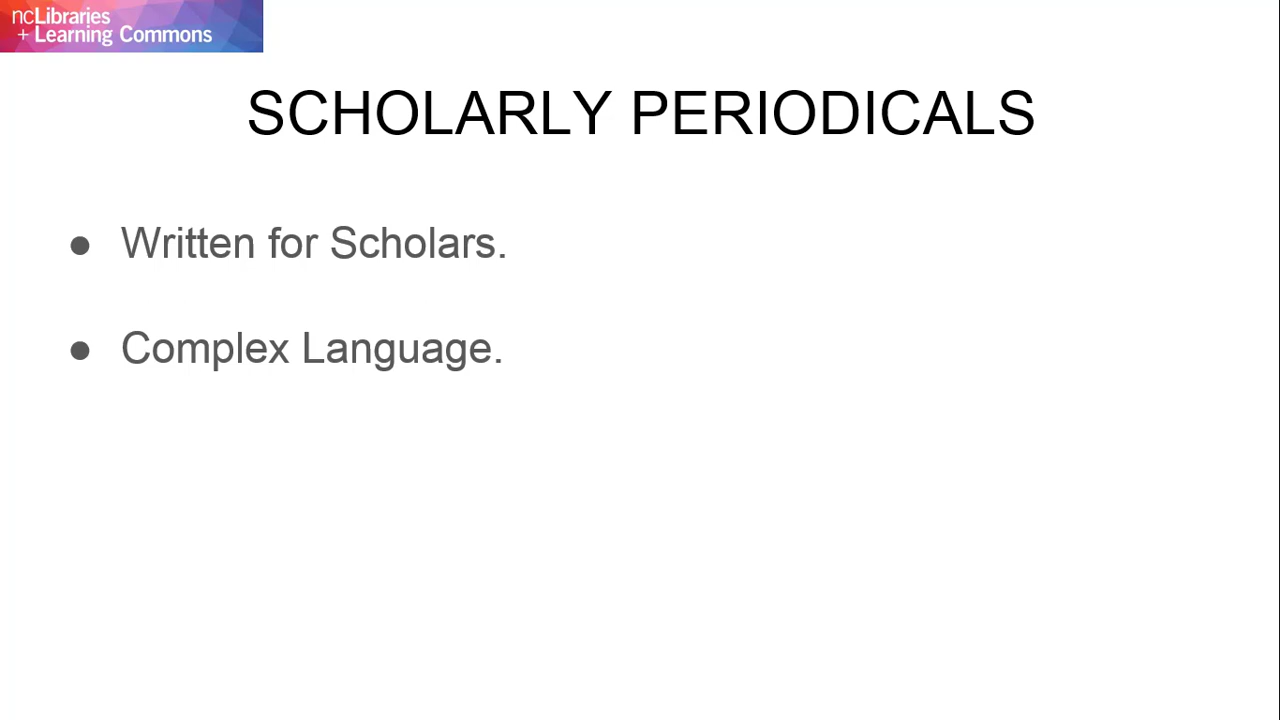 ncLibraries
+ Learning Commons
SCHOLARLY PERIODICALS
● Written for Scholars.
● Complex Language.